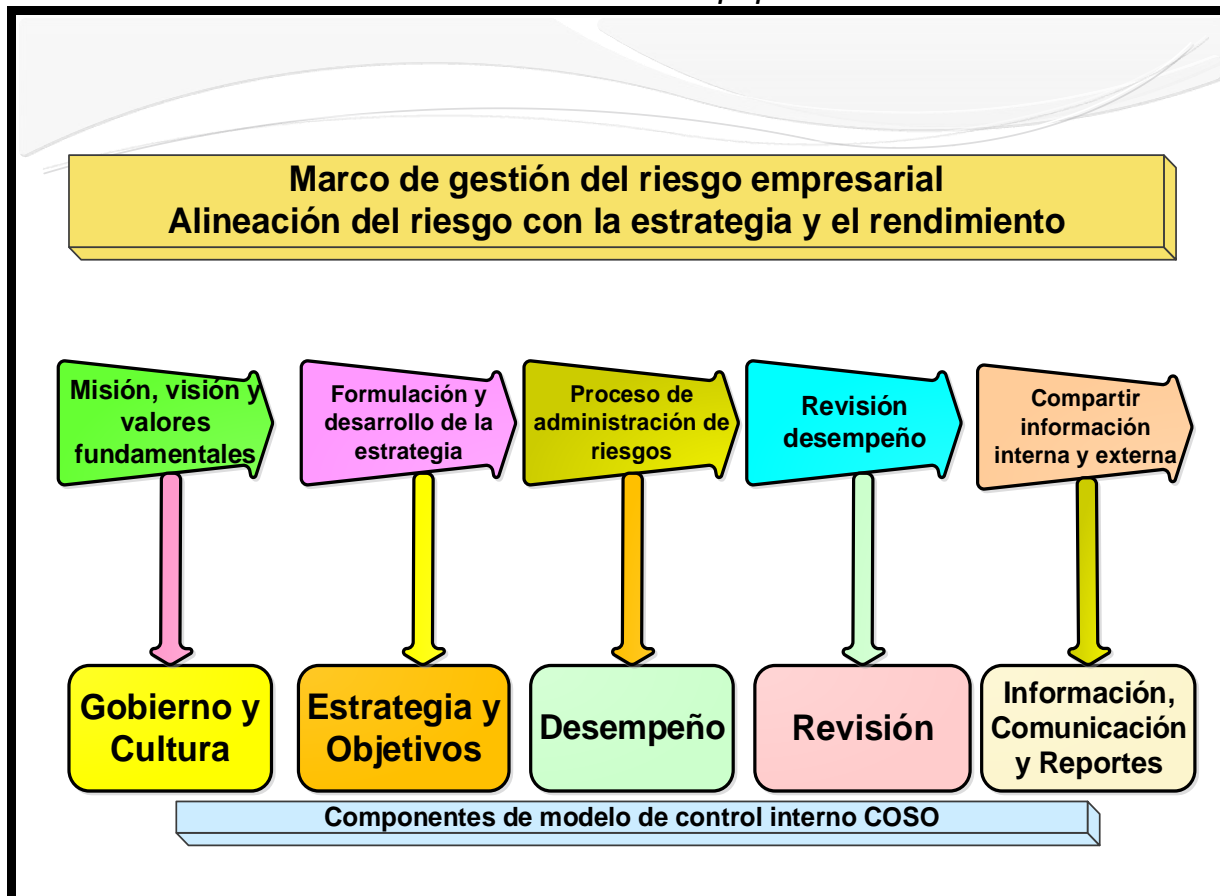 Marco de gestión del riesgo empresarial
Alineación del riesgo con la estrategia y el rendimiento
Misión, visión y
valores
fundamentales
Formulación y
desarrollo de la
estrategia
Proceso de
administración de
riesgos
Revisión
desempeño
Compartir
información
interna y externa
Gobierno y
Cultura
Estrategia y
Objetivos
Desempeño
Revisión
Información,
Comunicación
y Reportes
Componentes de modelo de control interno COSO